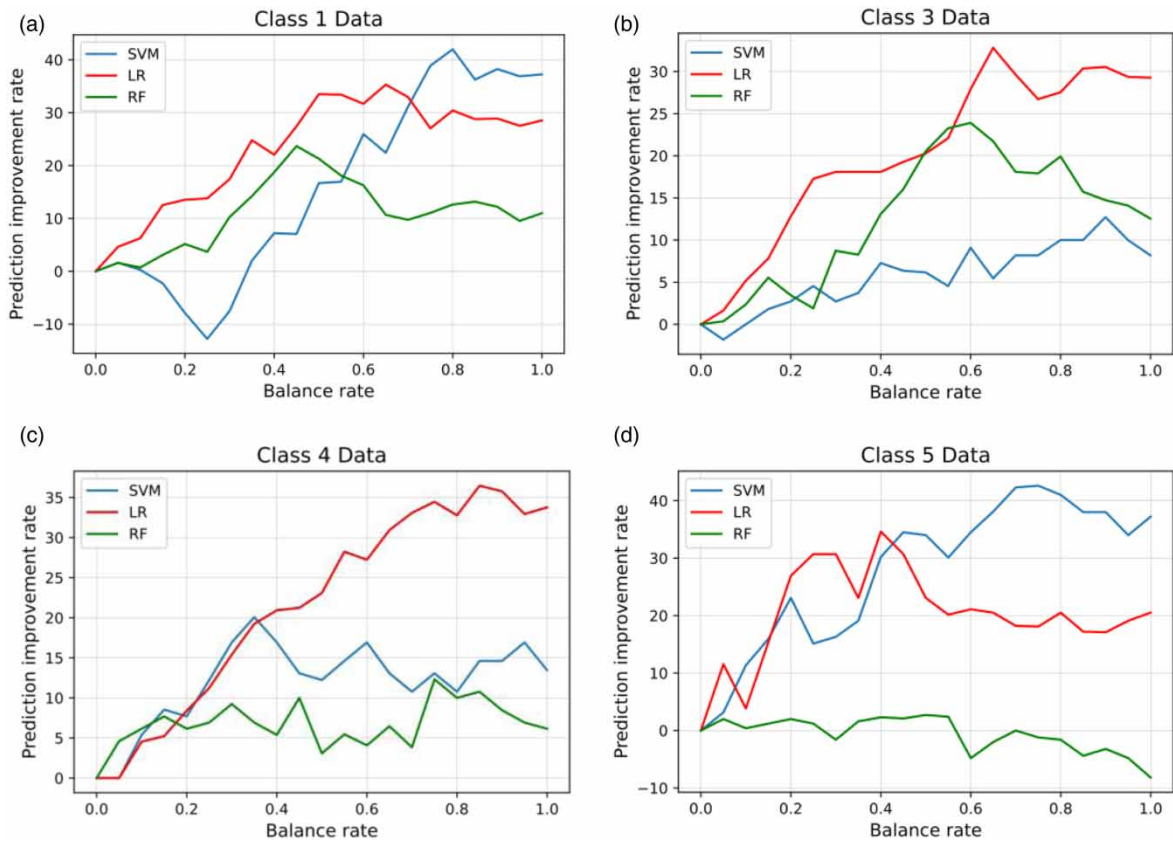 (a)
Class 1 Data
Prediction improvement rate
SVM
LR
RF
40
30
20
10
0
−10
0.0 0.2 0.4 0.6 0.8 1.0
Balance rate
(b)
Class 3 Data
Prediction improvement rate
SVM
LR
RF
30
25
20
15
10
5
0
0.0 0.2 0.4 0.6 0.8 1.0
Balance rate
(c)
Class 4 Data
Prediction improvement rate
SVM
LR
RF
35
30
25
20
15
10
5
0
0.0 0.2 0.4 0.6 0.8 1.0
Balance rate
(d)
Class 5 Data
Prediction improvement rate
SVM
LR
RF
40
30
20
10
0
−10
0.0 0.2 0.4 0.6 0.8 1.0
Balance rate